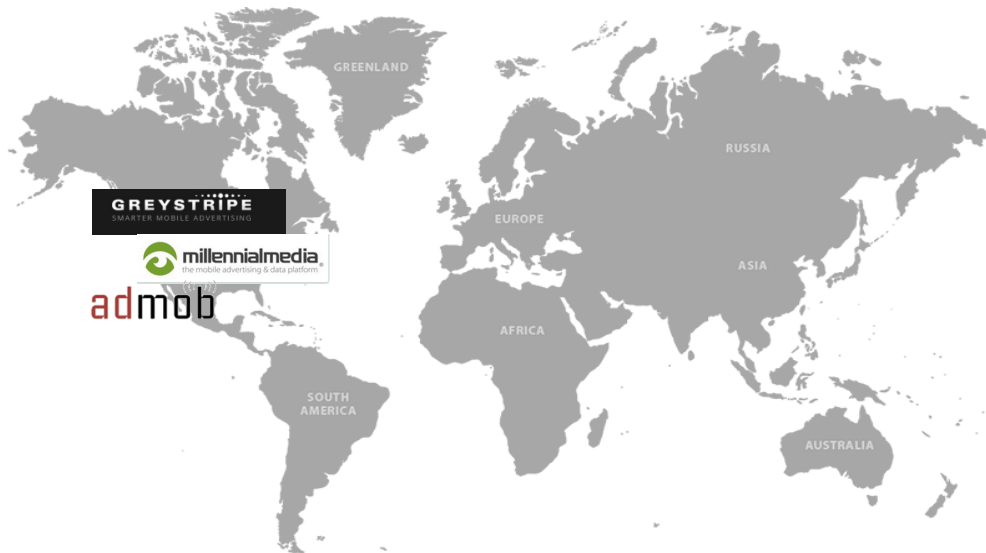 GREENLAND
RUSSIA
GREYSTRIPE
SMARTER MOBILE ADVERTISING
EUROPE
millennialmedia®
the mobile advertising & data platform
ASIA
admob
AFRICA
SOUTH
AMERICA
AUSTRALIA